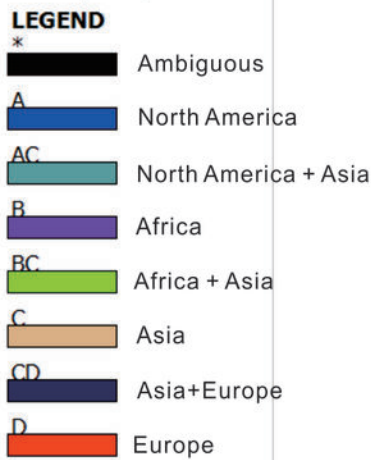 LEGEND
*
Ambiguous
A
North America
AC
North America + Asia
B
Africa
BC
Africa + Asia
C
Asia
CD
Asia+Europe
D
Europe